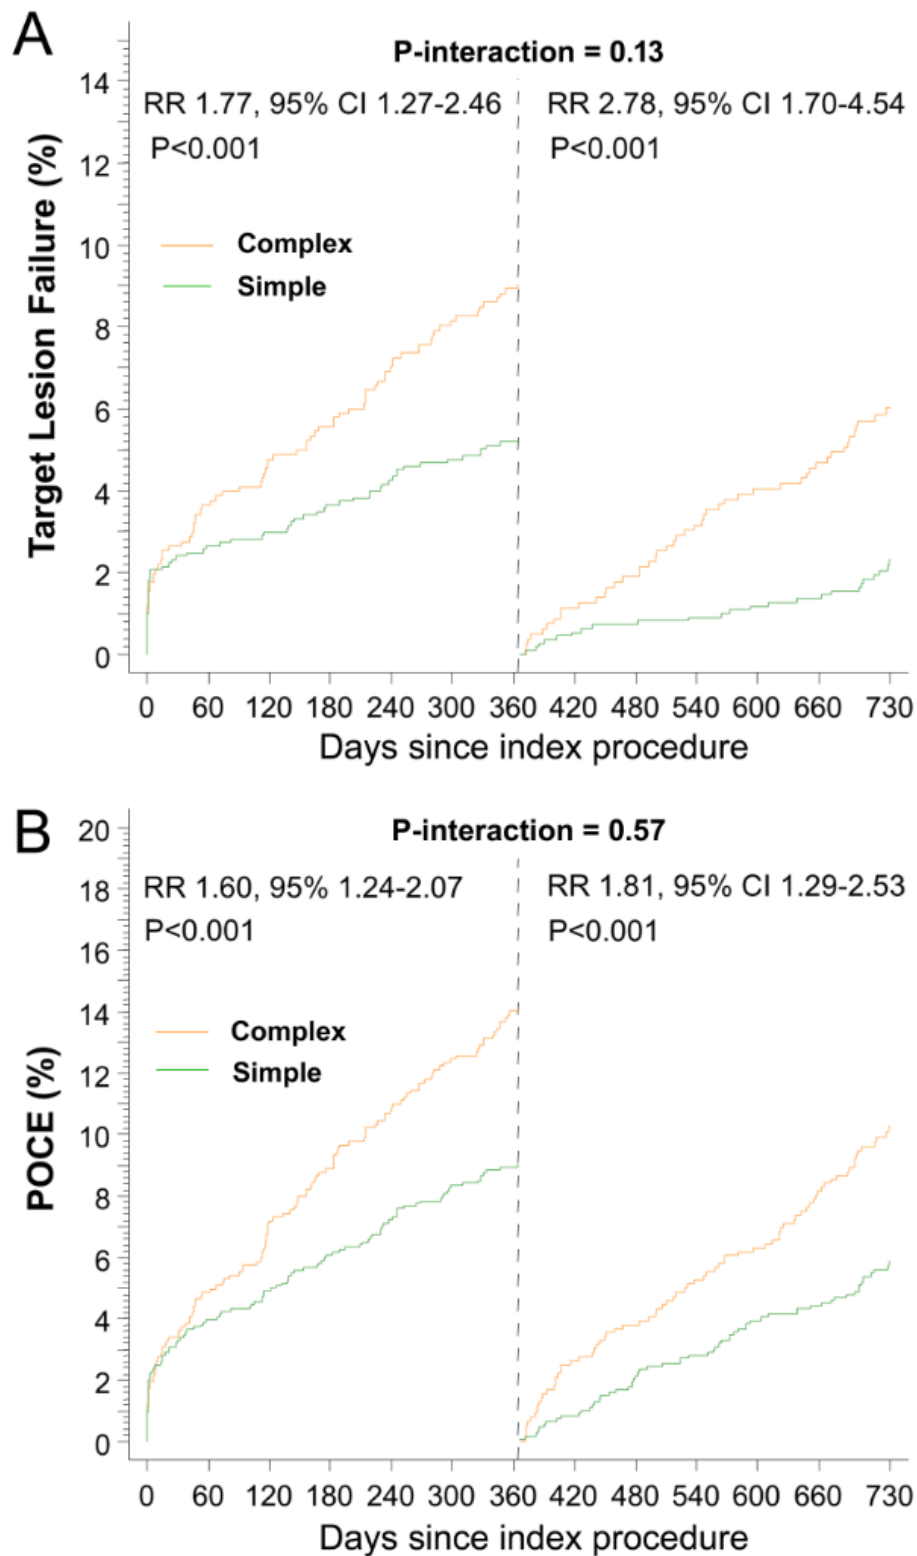 A
P-interaction = 0.13
RR 1.77, 95% CI 1.27-2.46
P<0.001
RR 2.78, 95% CI 1.70-4.54
P<0.001
Complex
Simple
Target Lesion Failure (%)
14
12
10
8
6
4
2
0
0 60 120 180 240 300 360 420 480 540 600 660 730
Days since index procedure
B
P-interaction = 0.57
RR 1.60, 95% 1.24-2.07
P<0.001
RR 1.81, 95% CI 1.29-2.53
P<0.001
Complex
Simple
POCE (%)
20
18
16
14
12
10
8
6
4
2
0
0 60 120 180 240 300 360 420 480 540 600 660 730
Days since index procedure